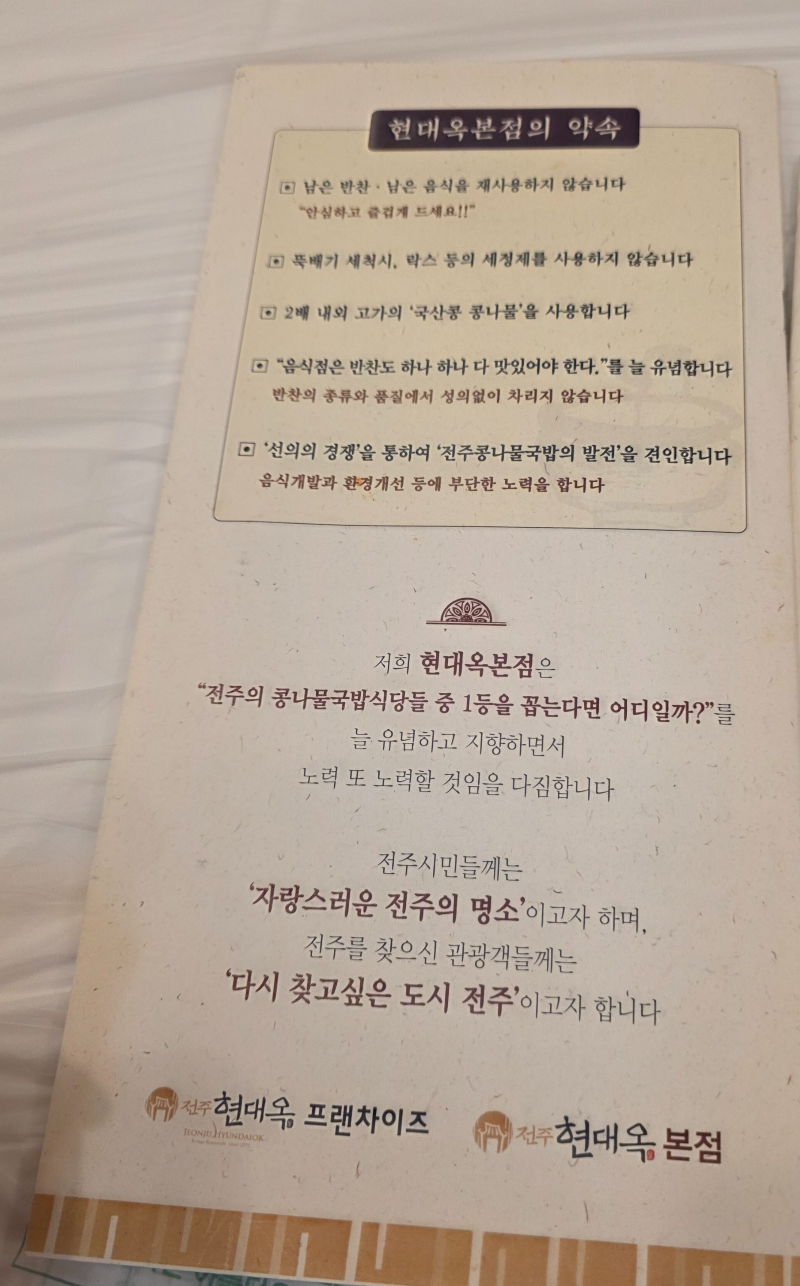 현대옥본점의 약속
남은 반찬 · 남은 음식을 재사용하지 않습니다
"안심하고 즐겁게 드세요!!"
뚝배기 세척시, 락스 등의 세정제를 사용하지 않습니다
2배 내외 고가의 '국산콩 콩나물'을 사용합니다
"음식점은 반찬도 하나 하나 다 맛있어야 한다."를 늘 유념합니다
반찬의 종류와 품질에서 성의없이 차리지 않습니다
'선의의 경쟁'을 통하여 '전주콩나물국밥의 발전'을 견인합니다
음식개발과 환경개선 등에 부단한 노력을 합니다
저희 현대옥본점은
"전주의 콩나물국밥식당들 중 1등을 꼽는다면 어디일까?"를
늘 유념하고 지향하면서
노력 또 노력할 것임을 다짐합니다
전주시민들께는
'자랑스러운 전주의 명소'이고자 하며,
전주를 찾으신 관광객들께는
'다시 찾고싶은 도시 전주'이고자 합니다
전주 현대옥 프랜차이즈
JEONJU HYUNDAIOK
전주 현대옥 본점